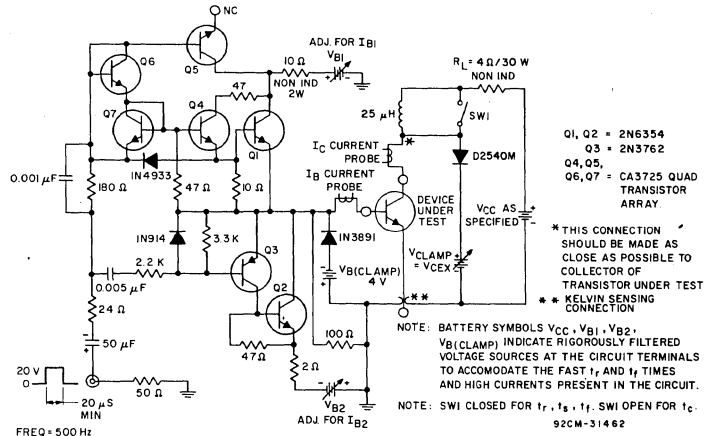 NC
ADJ. FOR IB1
VB1
+ -
RL = 4Ω/30 W
NON IND
Q6
Q5
10 Ω
NON IND
2W
47
Q7
Q4
25 μH
SW1
Q1
IC CURRENT
PROBE
*
D2540M
Q1, Q2 = 2N6354
Q3 = 2N3762
Q4, Q5,
Q6, Q7 = CA3725 QUAD
TRANSISTOR
ARRAY.
1N4933
0.001 μF
180 Ω
47 Ω
10 Ω
IB CURRENT
PROBE
DEVICE
UNDER
TEST
VCC AS
SPECIFIED
+
-
1N914
3.3 K
Q3
1N3891
VCLAMP
= VCEX
+
-
* THIS CONNECTION
SHOULD BE MADE AS
CLOSE AS POSSIBLE TO
COLLECTOR OF
TRANSISTOR UNDER TEST
2.2 K
0.005 μF
Q2
-
+
VB(CLAMP)
4 V
**
** KELVIN SENSING
CONNECTION
24 Ω
-
+
50 μF
47Ω
2Ω
100 Ω
NOTE: BATTERY SYMBOLS VCC, VB1, VB2,
VB(CLAMP) INDICATE RIGOROUSLY FILTERED
VOLTAGE SOURCES AT THE CIRCUIT TERMINALS
TO ACCOMODATE THE FAST tr AND tf TIMES
AND HIGH CURRENTS PRESENT IN THE CIRCUIT.
20 V
0
20 μS
MIN
50 Ω
- +
VB2
ADJ. FOR IB2
NOTE: SW1 CLOSED FOR tr, ts, tf. SW1 OPEN FOR tc.
92CM-31462
FREQ = 500 Hz